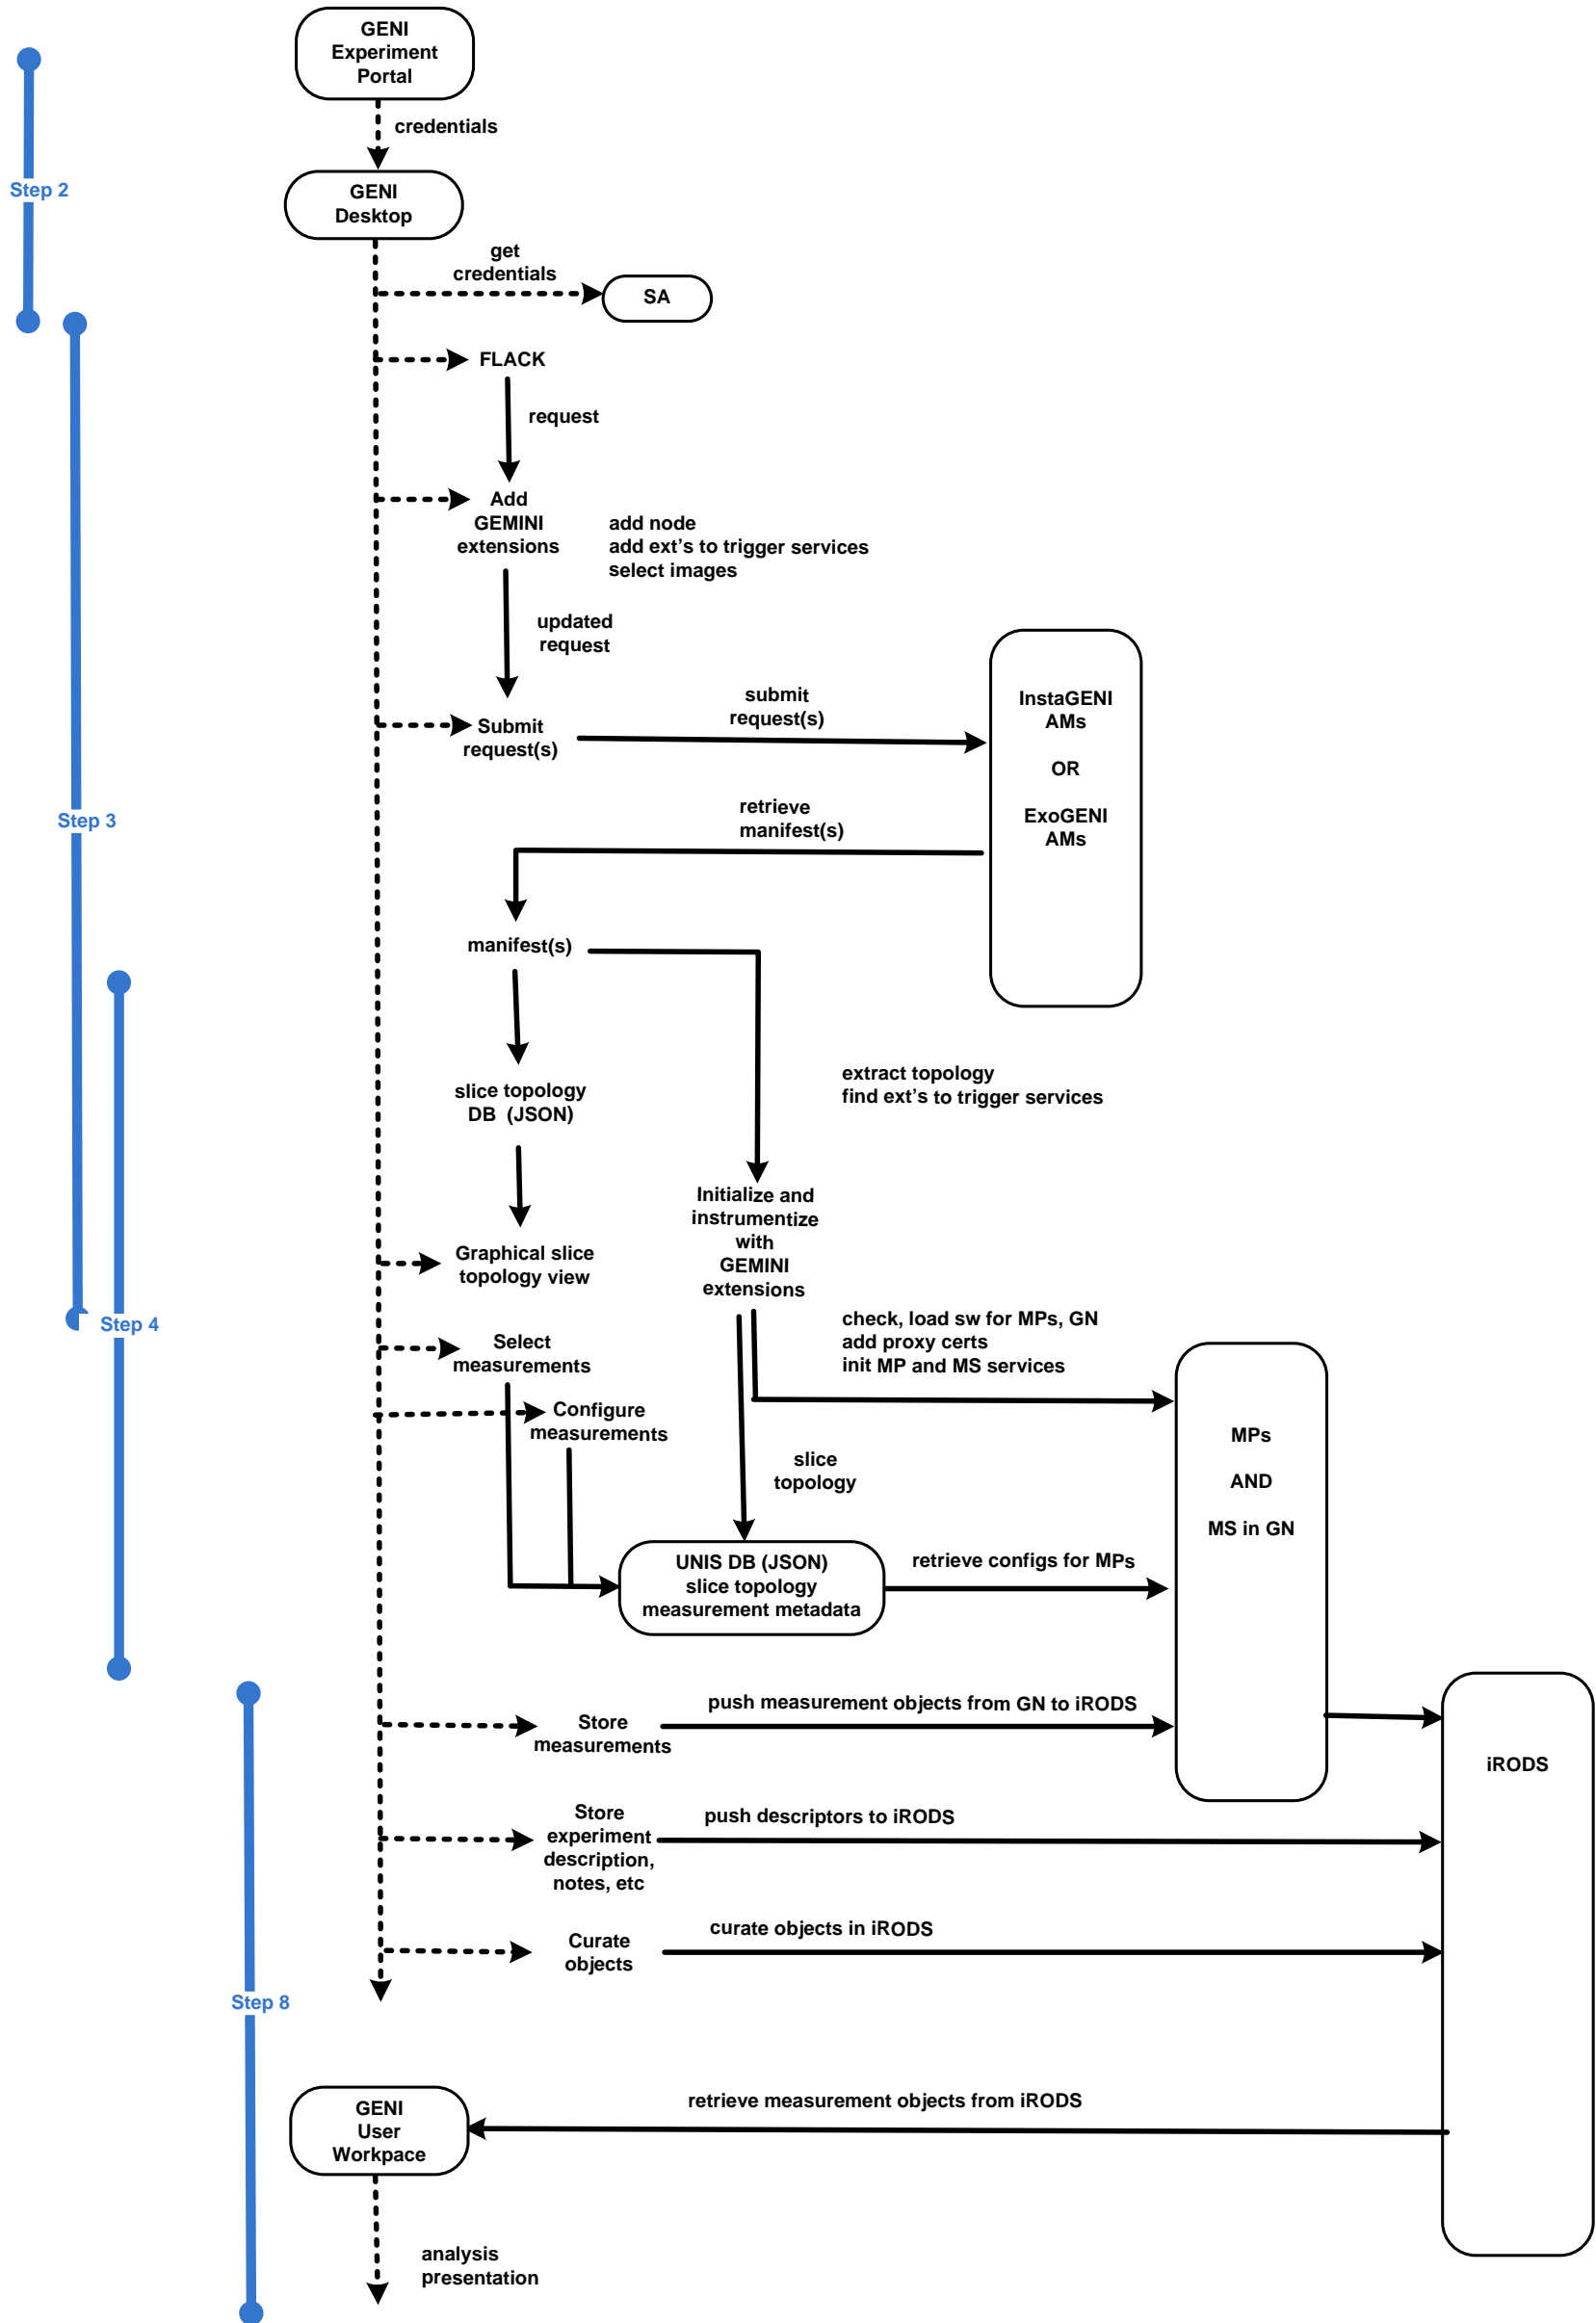 GENI
Experiment
Portal
credentials
Step 2
GENI
Desktop
get
credentials
SA
FLACK
request
Add
GEMINI
extensions
add node
add ext's to trigger services
select images
updated
request
Submit
request(s)
submit
request(s)
InstaGENI
AMs
OR
ExoGENI
AMs
retrieve
manifest(s)
Step 3
manifest(s)
extract topology
find ext's to trigger services
slice topology
DB (JSON)
Initialize and
instrumentize
with
GEMINI
extensions
Graphical slice
topology view
Step 4
Select
measurements
check, load sw for MPs, GN
add proxy certs
init MP and MS services
Configure
measurements
MPs
AND
MS in GN
slice
topology
UNIS DB (JSON)
slice topology
measurement metadata
retrieve configs for MPs
Store
measurements
push measurement objects from GN to iRODS
iRODS
Store
experiment
description,
notes, etc
push descriptors to iRODS
Curate
objects
curate objects in iRODS
Step 8
GENI
User
Workpace
retrieve measurement objects from iRODS
analysis
presentation